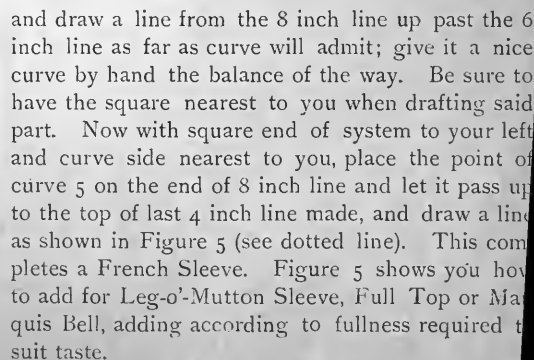 and draw a line from the 8 inch line up past the 6
inch line as far as curve will admit; give it a nice
curve by hand the balance of the way. Be sure to
have the square nearest to you when drafting said
part. Now with square end of system to your left
and curve side nearest to you, place the point of
curve 5 on the end of 8 inch line and let it pass up
to the top of last 4 inch line made, and draw a line
as shown in Figure 5 (see dotted line). This com
pletes a French Sleeve. Figure 5 shows you how
to add for Leg-o'-Mutton Sleeve, Full Top or Mar
quis Bell, adding according to fullness required t
suit taste.